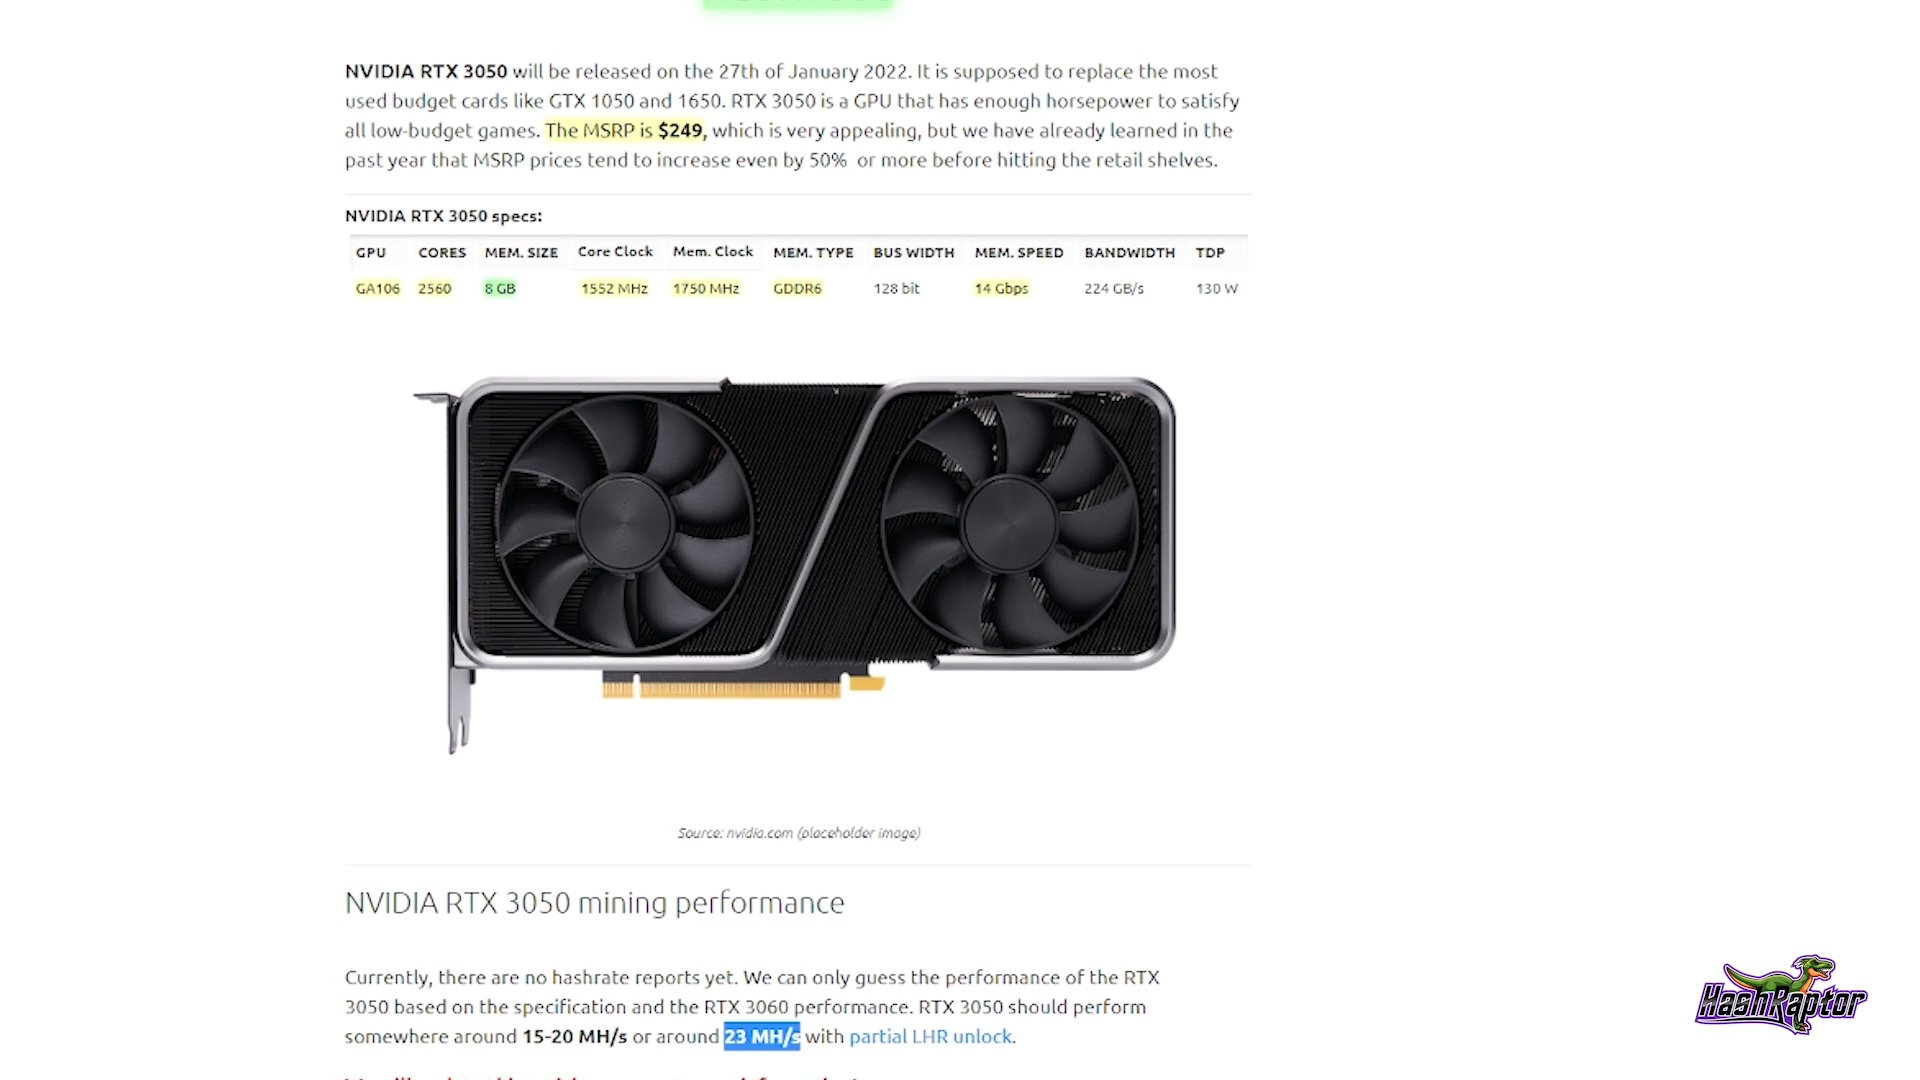 NVIDIA RTX 3050 will be released on the 27th of January 2022. It is supposed to replace the most
used budget cards like GTX 1050 and 1650. RTX 3050 is a GPU that has enough horsepower to satisfy
all low-budget games. The MSRP is $249, which is very appealing, but we have already learned in the
past year that MSRP prices tend to increase even by 50% or more before hitting the retail shelves.
NVIDIA RTX 3050 specs:
GPU CORES MEM. SIZE Core Clock Mem. Clock MEM. TYPE BUS WIDTH MEM. SPEED BANDWIDTH TDP
GA106 2560 8 GB 1552 MHz 1750 MHz GDDR6 128 bit 14 Gbps 224 GB/s 130 W
Source: nvidia.com (placeholder image)
NVIDIA RTX 3050 mining performance
Currently, there are no hashrate reports yet. We can only guess the performance of the RTX
3050 based on the specification and the RTX 3060 performance. RTX 3050 should perform
somewhere around 15-20 MH/s or around 23 MH/s with partial LHR unlock.
HashRaptor